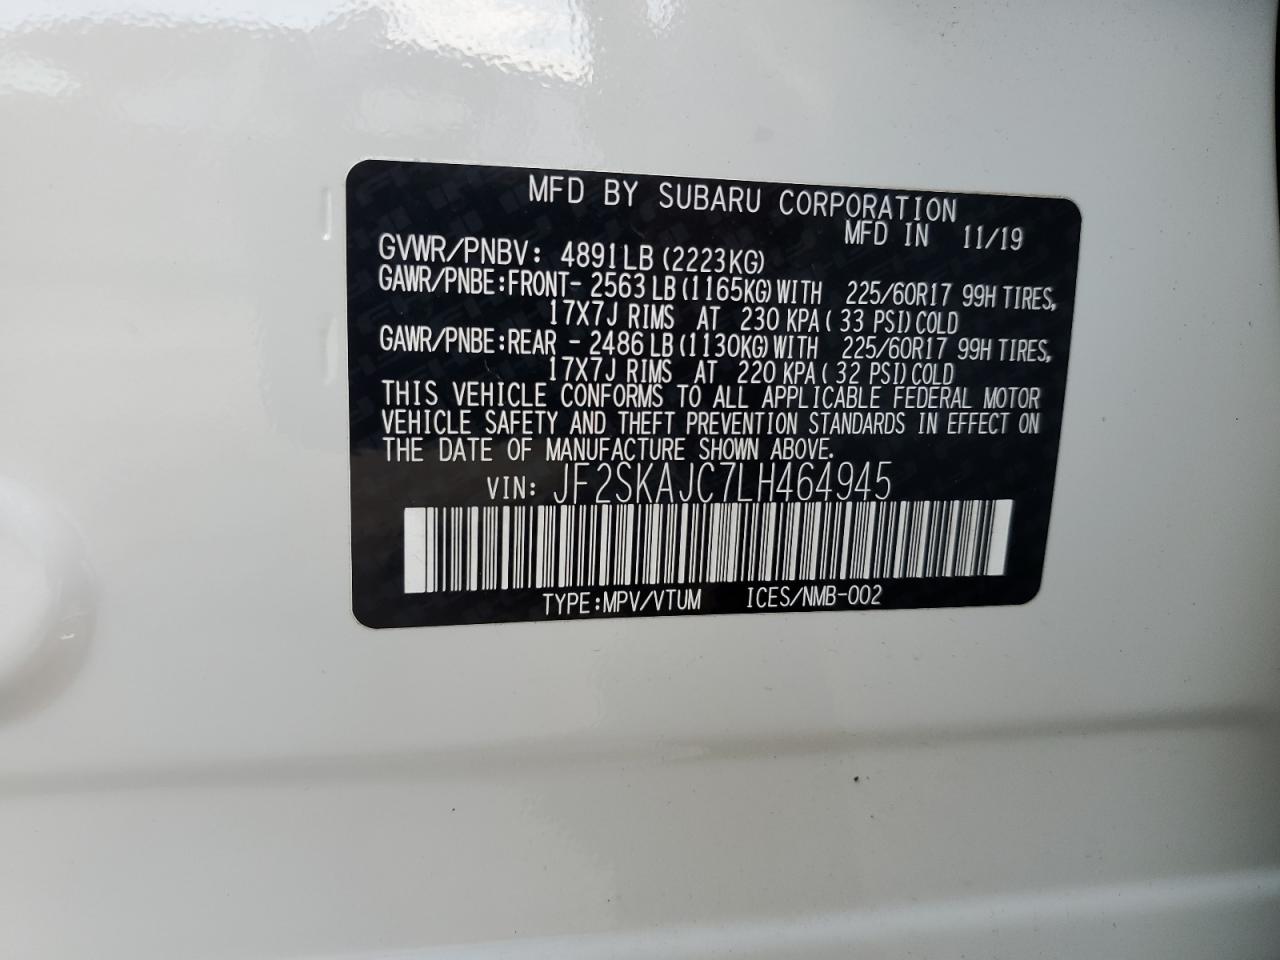 MFD BY SUBARU CORPORATION
MFD IN 11/19
GVWR/PNBV: 4891LB (2223KG)
GAWR/PNBE:FRONT- 2563 LB (1165KG) WITH 225/60R17 99H TIRES,
17X7J RIMS AT 230 KPA ( 33 PSI) COLD
GAWR/PNBE:REAR - 2486 LB (1130KG) WITH 225/60R17 99H TIRES,
17X7J RIMS AT 220 KPA ( 32 PSI) COLD
THIS VEHICLE CONFORMS TO ALL APPLICABLE FEDERAL MOTOR
VEHICLE SAFETY AND THEFT PREVENTION STANDARDS IN EFFECT ON
THE DATE OF MANUFACTURE SHOWN ABOVE.
VIN: JF2SKAJC7LH464945
TYPE:MPV/VTUM ICES/NMB-002